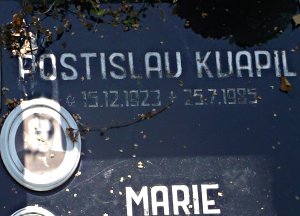 ROSTISLAV KVAPIL
* 15.12.1923 + 25.7.1995
MARIE